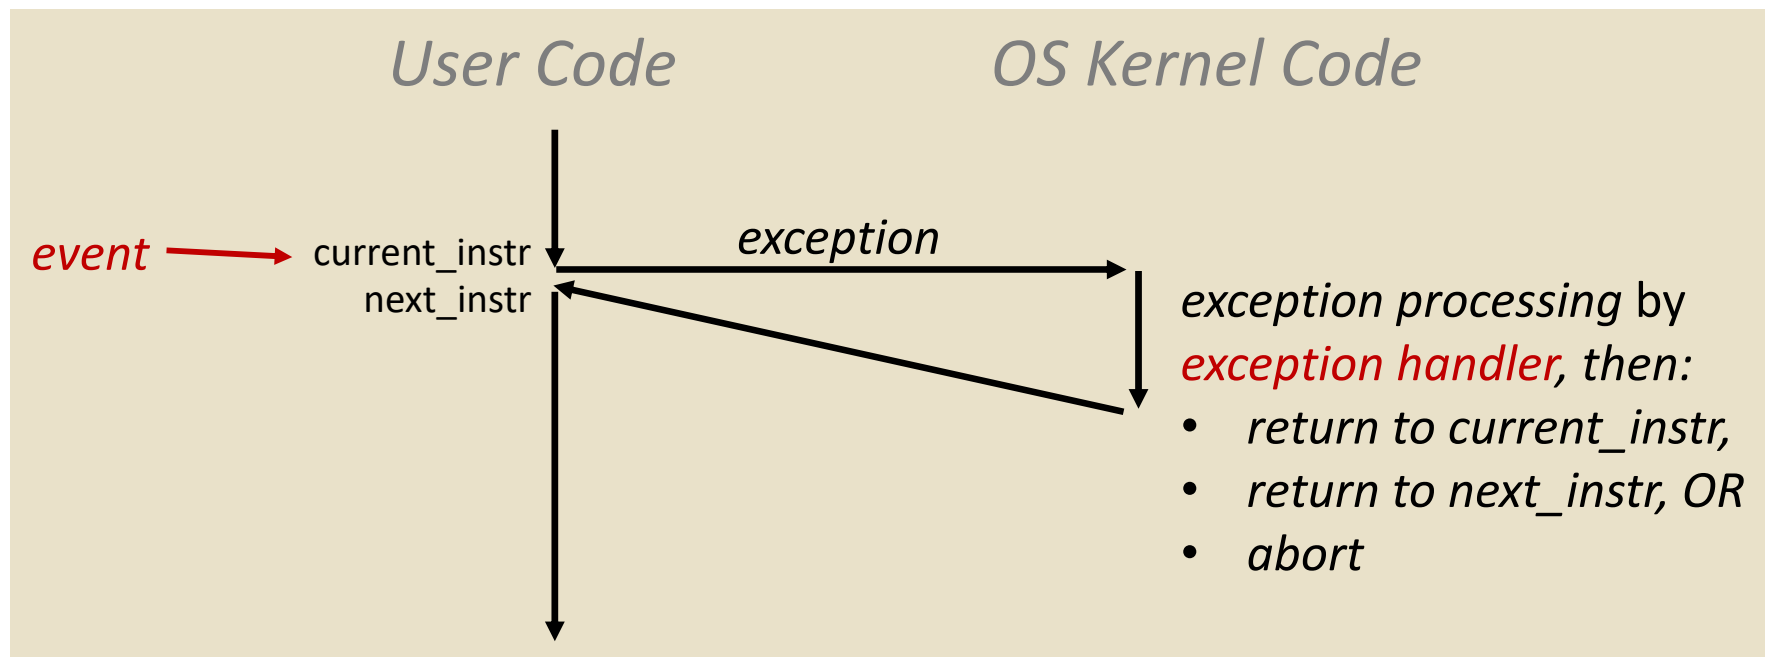 User Code
OS Kernel Code
event
current_instr
next_instr
exception
exception processing by
exception handler, then:
• return to current_instr,
• return to next_instr, OR
• abort